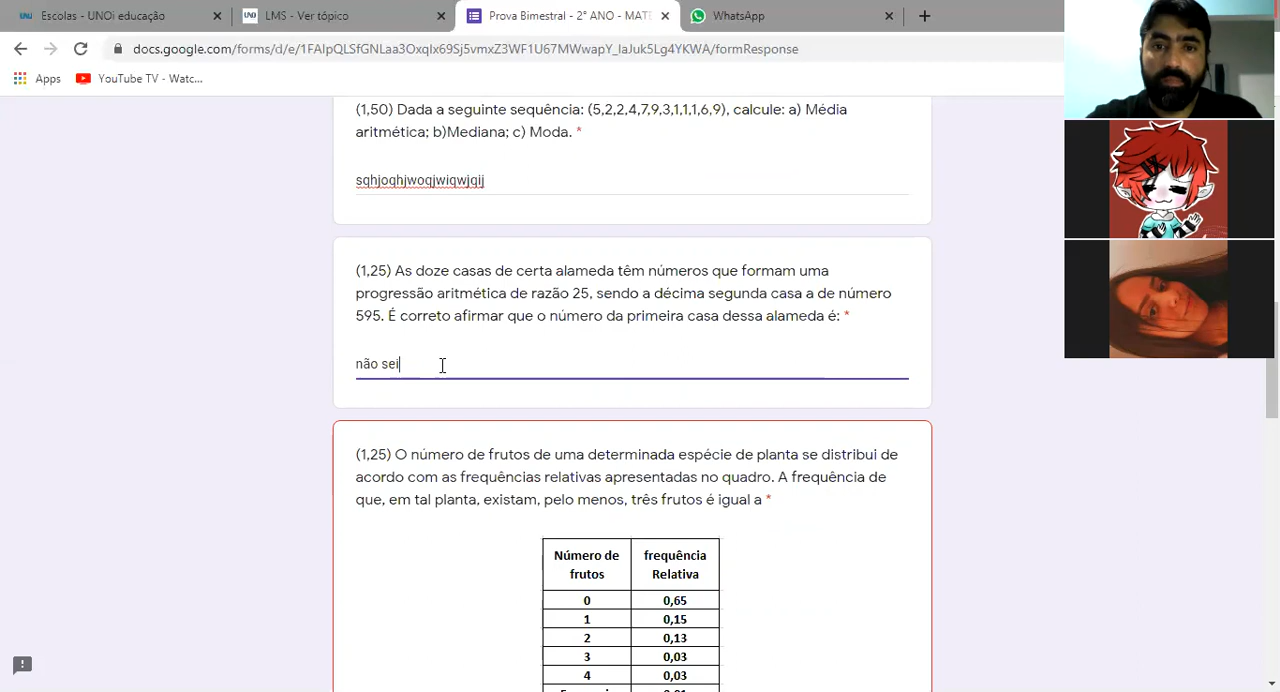 Escolas - UNOi educação
LMS - Ver tópico
Prova Bimestral - 2° ANO - MATE
WhatsApp
docs.google.com/forms/d/e/1FAIpQLSfGNLaa3OxqIx69Sj5vmxZ3WF1U67MWwapY_IaJuk5Lg4YKWA/formResponse
Apps
YouTube TV - Watc...
(1,50) Dada a seguinte sequência: (5,2,2,4,7,9,3,1,1,1,6,9), calcule: a) Média
aritmética; b)Mediana; c) Moda. *
sqhjoqhjwoqjwiqwjqij
(1,25) As doze casas de certa alameda têm números que formam uma
progressão aritmética de razão 25, sendo a décima segunda casa a de número
595. É correto afirmar que o número da primeira casa dessa alameda é: *
não sei
(1,25) O número de frutos de uma determinada espécie de planta se distribui de
acordo com as frequências relativas apresentadas no quadro. A frequência de
que, em tal planta, existam, pelo menos, três frutos é igual a *
Número de frutos frequência Relativa
0 0,65
1 0,15
2 0,13
3 0,03
4 0,03